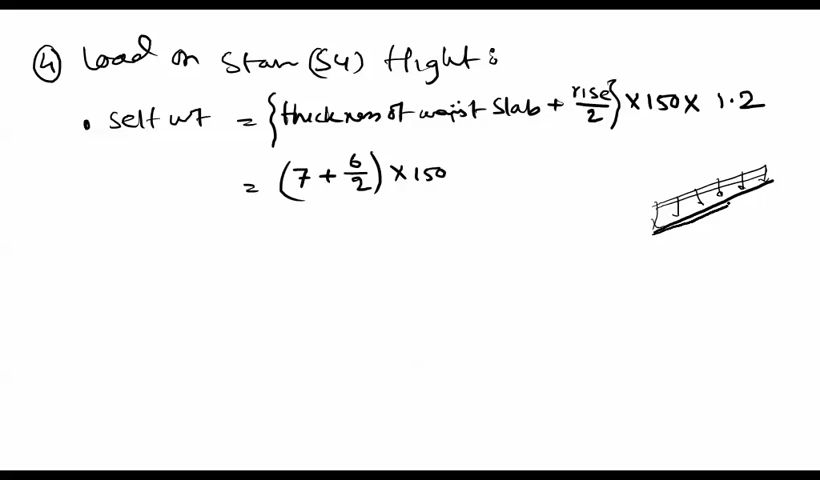 ④ Load on Stair (S4) flight :
• Self wt = {thickness of waist slab + rise/2} × 150 × 1.2
= (7 + 6/2) × 150